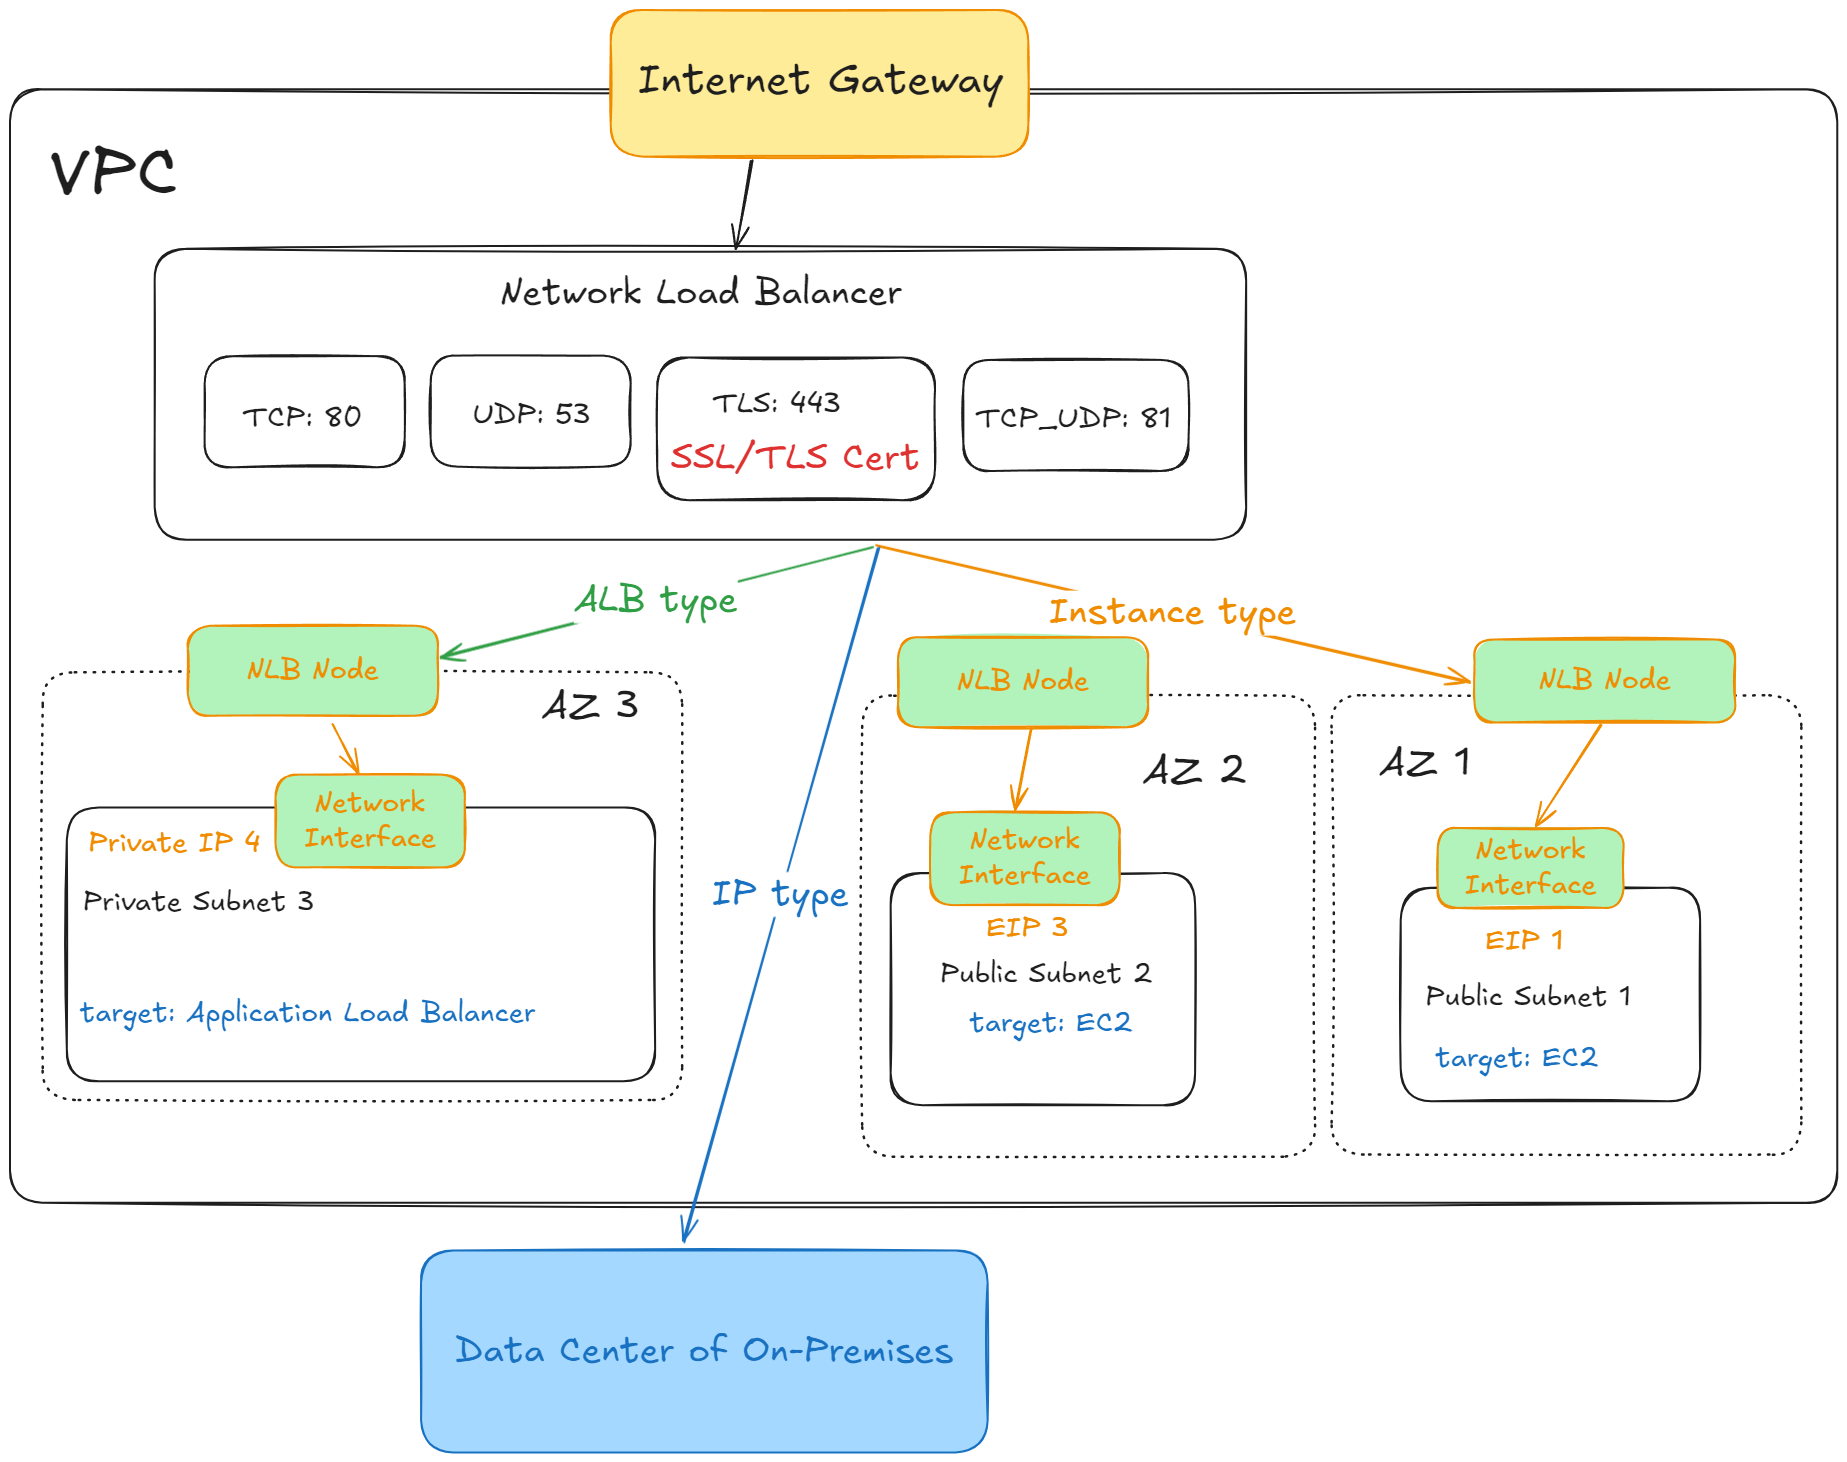 Internet Gateway
VPC
Network Load Balancer
TCP: 80
UDP: 53
TLS: 443
SSL/TLS Cert
TCP_UDP: 81
ALB type
Instance type
IP type
NLB Node
AZ 3
Network
Interface
Private IP 4
Private Subnet 3
target: Application Load Balancer
NLB Node
AZ 2
Network
Interface
EIP 3
Public Subnet 2
target: EC2
NLB Node
AZ 1
Network
Interface
EIP 1
Public Subnet 1
target: EC2
Data Center of On-Premises